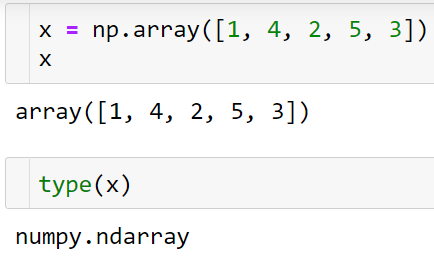 x = np.array([1, 4, 2, 5, 3])
x
array([1, 4, 2, 5, 3])
type(x)
numpy.ndarray